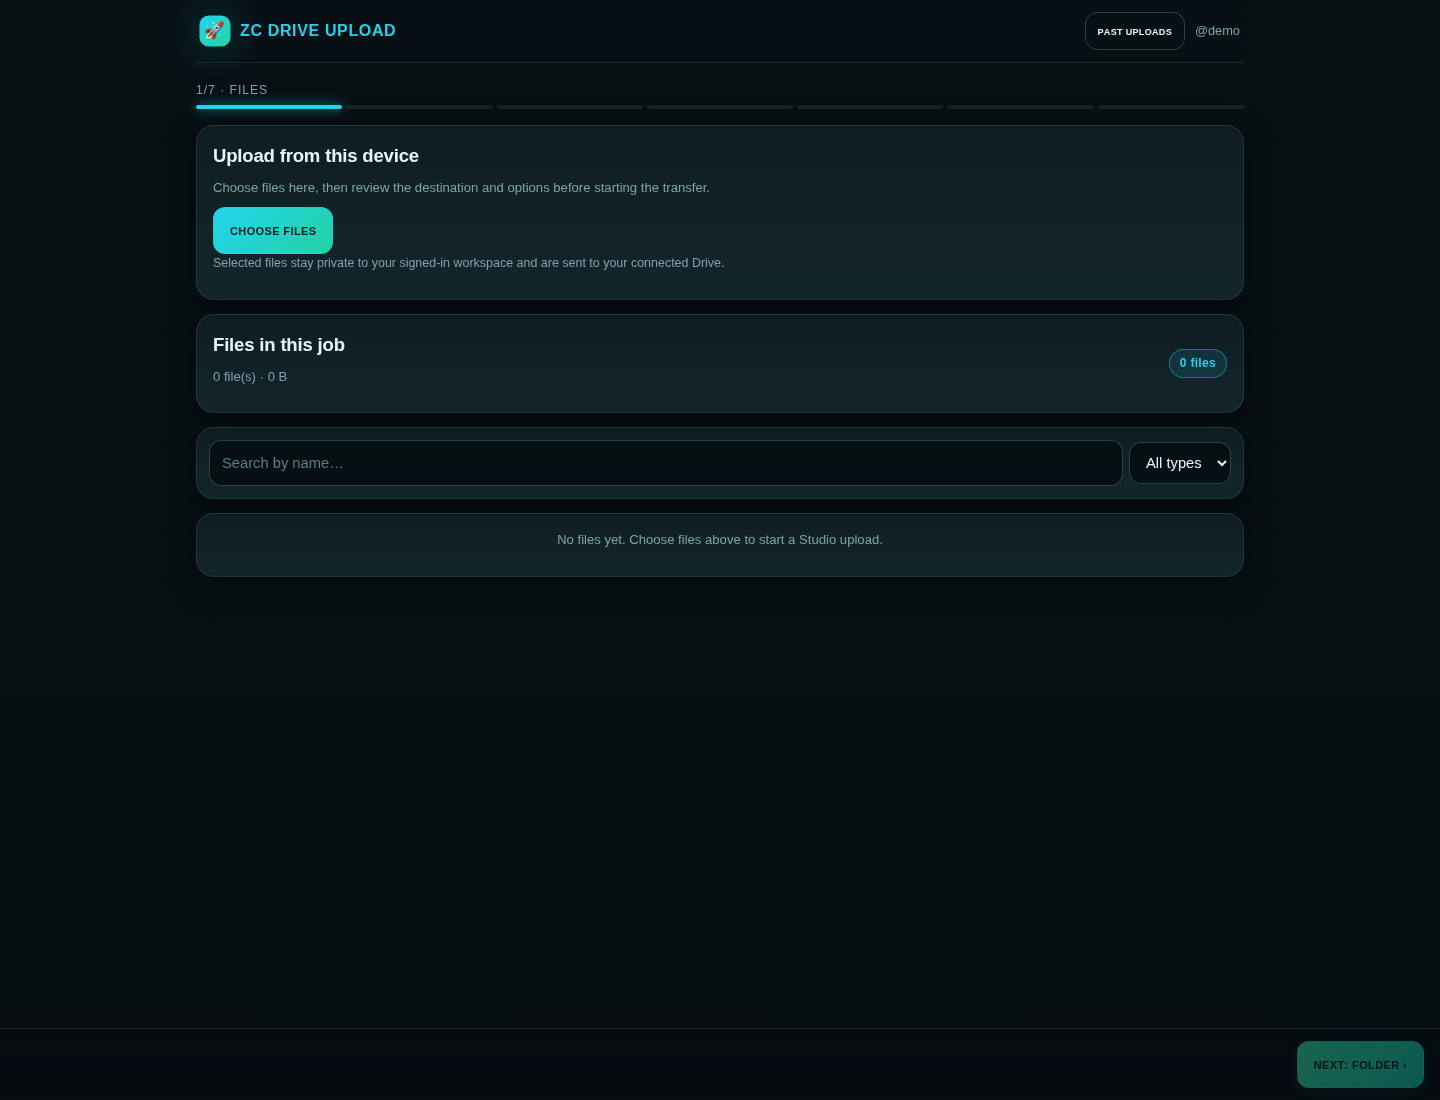 ZC DRIVE UPLOAD
PAST UPLOADS
@demo
1/7 · FILES
Upload from this device
Choose files here, then review the destination and options before starting the transfer.
CHOOSE FILES
Selected files stay private to your signed-in workspace and are sent to your connected Drive.
Files in this job
0 file(s) · 0 B
0 files
Search by name…
All types
No files yet. Choose files above to start a Studio upload.
NEXT: FOLDER ›